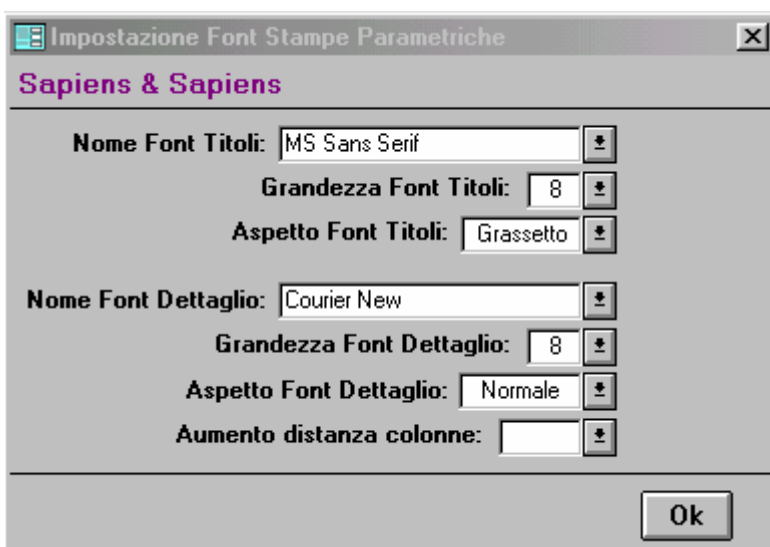 Impostazione Font Stampe Parametriche
Sapiens & Sapiens
Nome Font Titoli: MS Sans Serif
Grandezza Font Titoli: 8
Aspetto Font Titoli: Grassetto
Nome Font Dettaglio: Courier New
Grandezza Font Dettaglio: 8
Aspetto Font Dettaglio: Normale
Aumento distanza colonne:
Ok